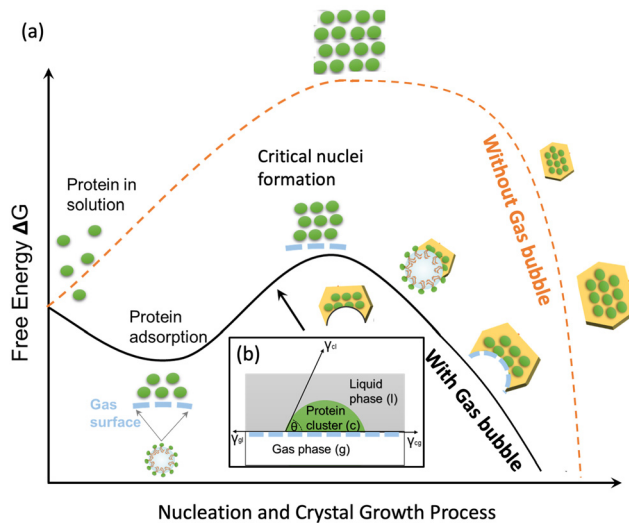 (a)
Free Energy ΔG
Protein in
solution
Critical nuclei
formation
Without Gas bubble
Protein
adsorption
With Gas bubble
Gas
surface
(b)
γcl
Liquid
phase (l)
Protein
cluster (c)
θ
γgl
γcg
Gas phase (g)
Nucleation and Crystal Growth Process